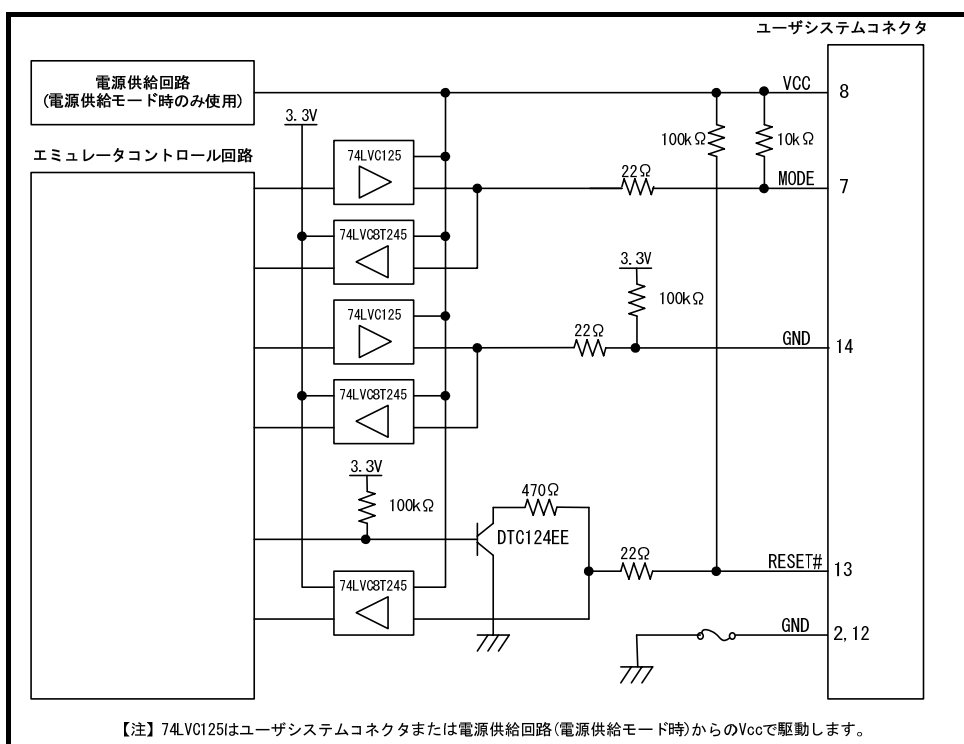 ユーザシステムコネクタ
電源供給回路
(電源供給モード時のみ使用)
VCC
8
3.3V
エミュレータコントロール回路
74LVC125
100kΩ
10kΩ
22Ω
MODE
7
74LVC8T245
3.3V
74LVC125
100kΩ
22Ω
GND
14
74LVC8T245
3.3V
100kΩ
470Ω
DTC124EE
22Ω
RESET#
13
74LVC8T245
GND
2,12
【注】 74LVC125はユーザシステムコネクタまたは電源供給回路(電源供給モード時)からのVccで駆動します。